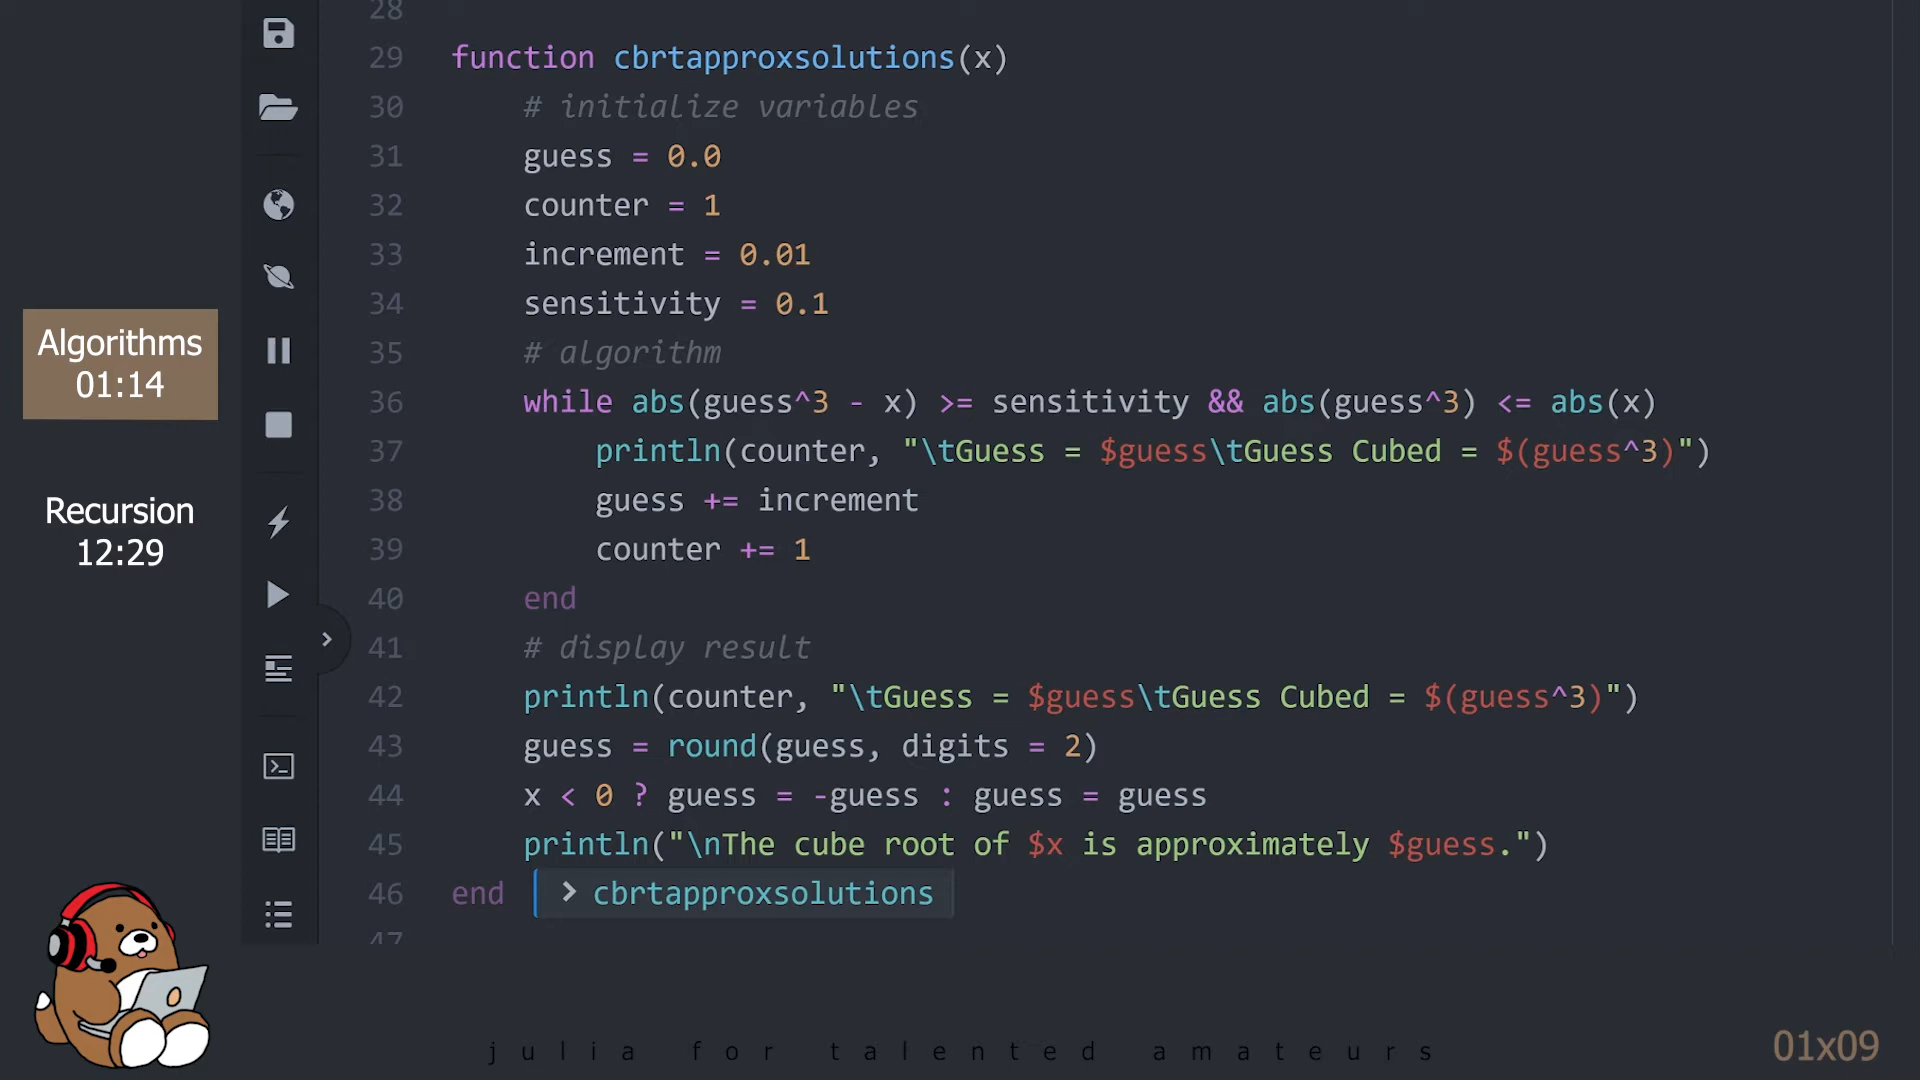 28
29 function cbrtapproxsolutions(x)
30 # initialize variables
31 guess = 0.0
32 counter = 1
33 increment = 0.01
34 sensitivity = 0.1
35 # algorithm
36 while abs(guess^3 - x) >= sensitivity && abs(guess^3) <= abs(x)
37 println(counter, "\tGuess = $guess\tGuess Cubed = $(guess^3)")
38 guess += increment
39 counter += 1
40 end
41 # display result
42 println(counter, "\tGuess = $guess\tGuess Cubed = $(guess^3)")
43 guess = round(guess, digits = 2)
44 x < 0 ? guess = -guess : guess = guess
45 println("\nThe cube root of $x is approximately $guess.")
46 end > cbrtapproxsolutions
47
Algorithms
01:14
Recursion
12:29
julia for talented amateurs
01x09